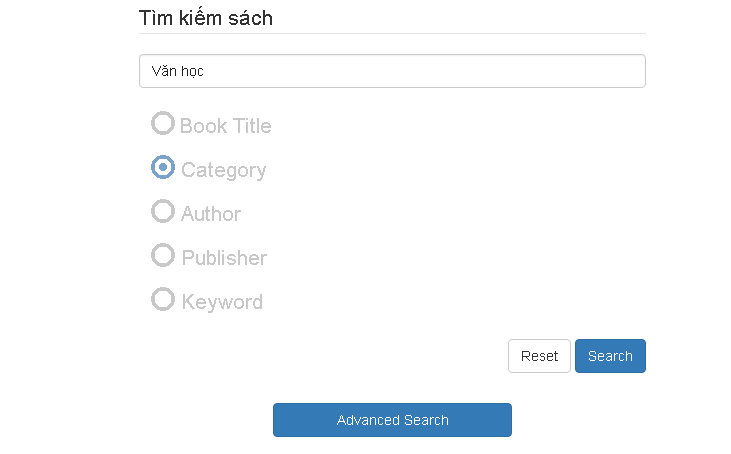 Tìm kiếm sách
Văn học
Book Title
Category
Author
Publisher
Keyword
Reset Search
Advanced Search